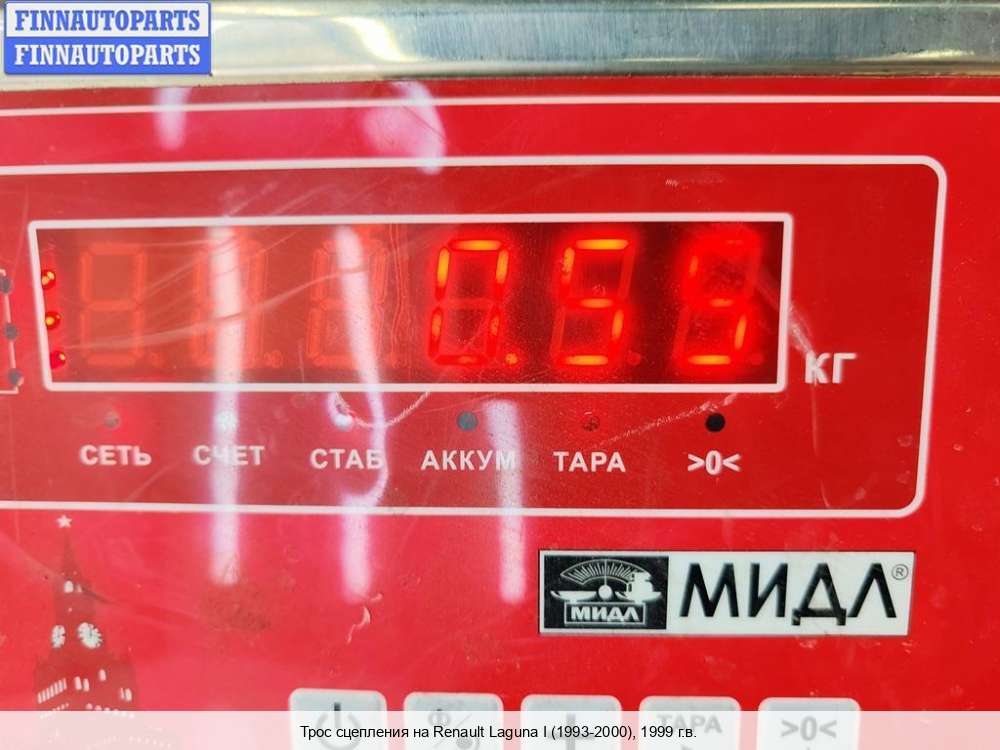 FINNAUTOPARTS
FINNAUTOPARTS
0.55
КГ
СЕТЬ СЧЕТ СТАБ АККУМ ТАРА >0<
МИДЛ МИДЛ®
ТАРА >0<
Трос сцепления на Renault Laguna I (1993-2000), 1999 г.в.